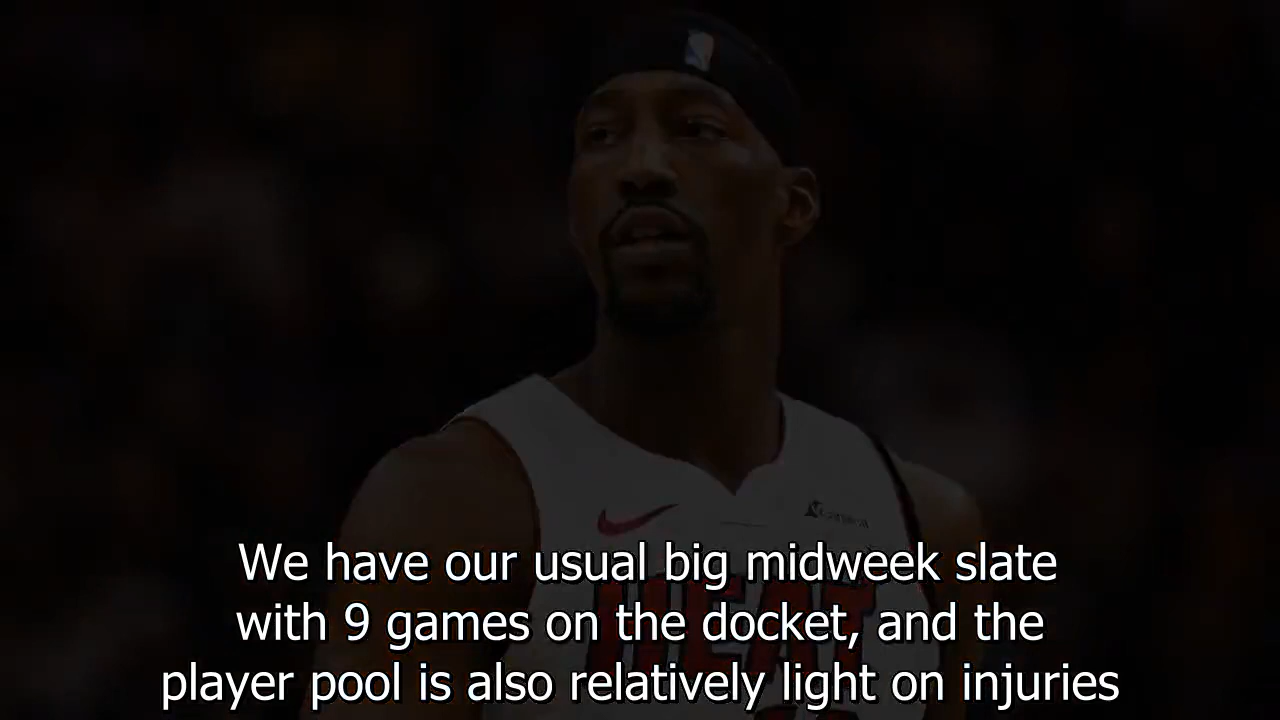 We have our usual big midweek slate
with 9 games on the docket, and the
player pool is also relatively light on injuries
HEAT